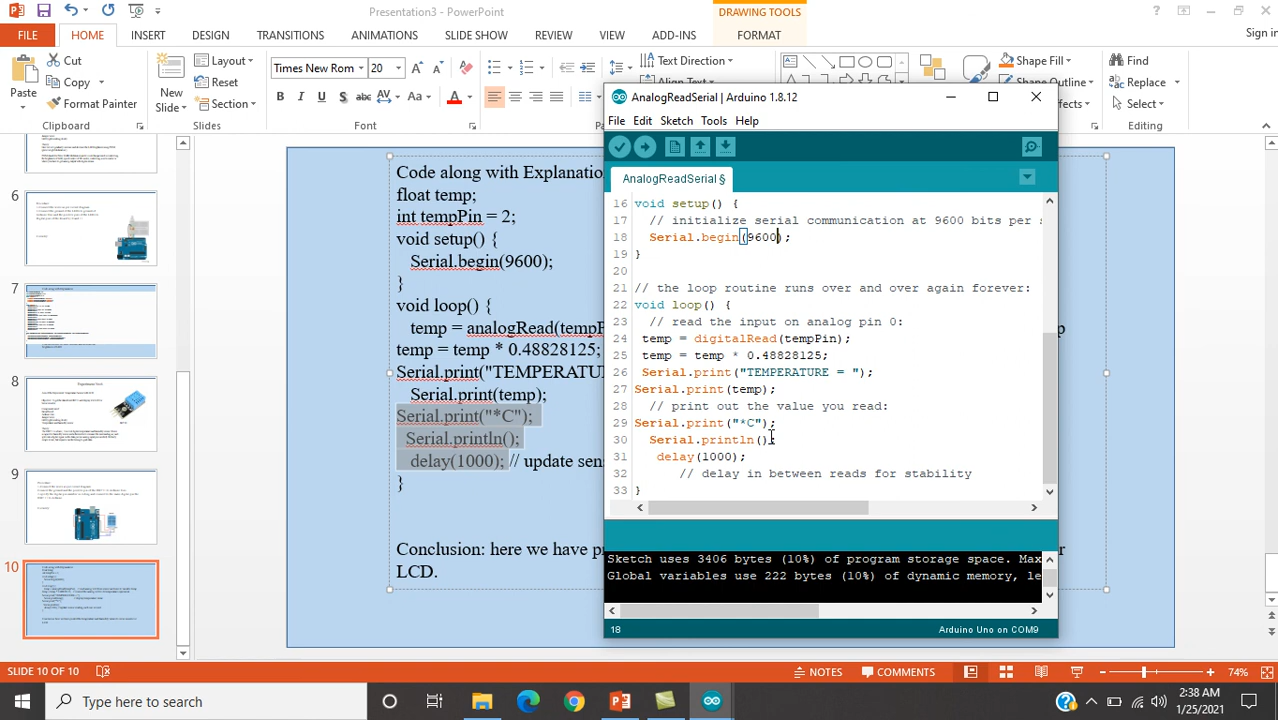 Presentation3 - PowerPoint
DRAWING TOOLS
FILE HOME INSERT DESIGN TRANSITIONS ANIMATIONS SLIDE SHOW REVIEW VIEW ADD-INS FORMAT Sign in
Paste
Cut
Copy
Format Painter
Clipboard
New Slide
Layout
Reset
Section
Slides
Times New Rom 20
B I U S abc AV Aa A
Font
Text Direction
Align Text
Shape Fill
Shape Outline
Find
Replace
Select
Editing
6
7
8
9
10
Code along with Explanatio
float temp;
int tempPin = 2;
void setup() {
Serial.begin(9600);
}
void loop() {
temp = analogRead(tempP
temp = temp * 0.48828125;
Serial.print("TEMPERATU
Serial.print(temp);
Serial.print("*C");
Serial.println();
delay(1000); // update sen
}
Conclusion: here we have p
LCD.
AnalogReadSerial | Arduino 1.8.12
File Edit Sketch Tools Help
AnalogReadSerial §
16 void setup() {
17 // initialize serial communication at 9600 bits per s
18 Serial.begin(9600);
19 }
20
21 // the loop routine runs over and over again forever:
22 void loop() {
23 // read the input on analog pin 0:
24 temp = digitalRead(tempPin);
25 temp = temp * 0.48828125;
26 Serial.print("TEMPERATURE = ");
27 Serial.print(temp);
28 // print out the value you read:
29 Serial.print("*C");
30 Serial.println();
31 delay(1000);
32 // delay in between reads for stability
33 }
Sketch uses 3406 bytes (10%) of program storage space. Max
Global variables use 222 bytes (10%) of dynamic memory, le
18 Arduino Uno on COM9
SLIDE 10 OF 10 NOTES COMMENTS 74%
Type here to search
2:38 AM
1/25/2021